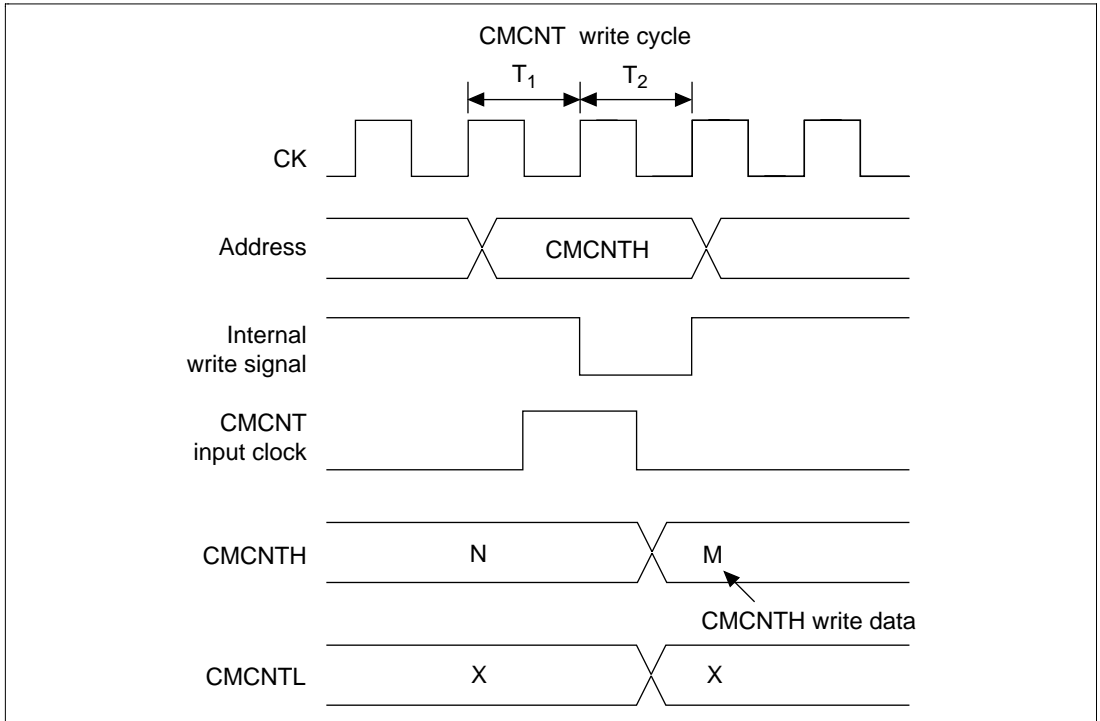 CMCNT write cycle
T1 T2
CK
Address CMCNTH
Internal
write signal
CMCNT
input clock
CMCNTH N M
CMCNTH write data
CMCNTL X X